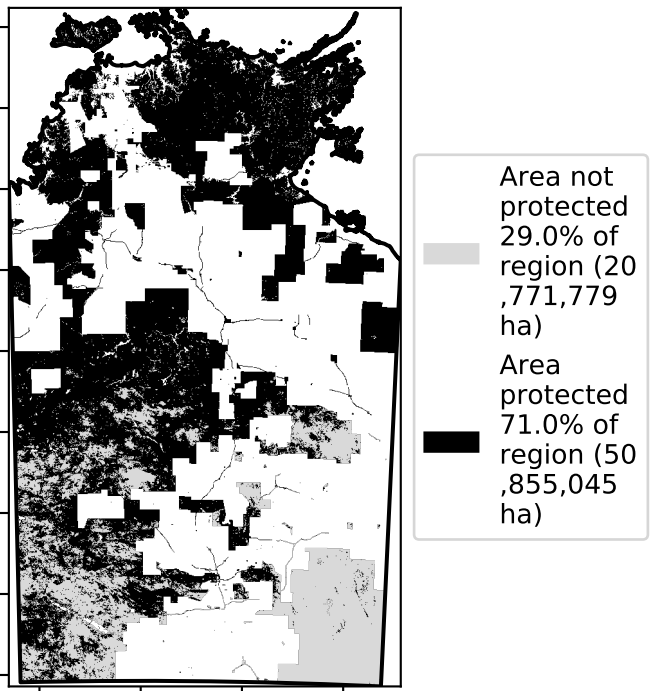 Area not
protected
29.0% of
region (20
,771,779
ha)
Area
protected
71.0% of
region (50
,855,045
ha)